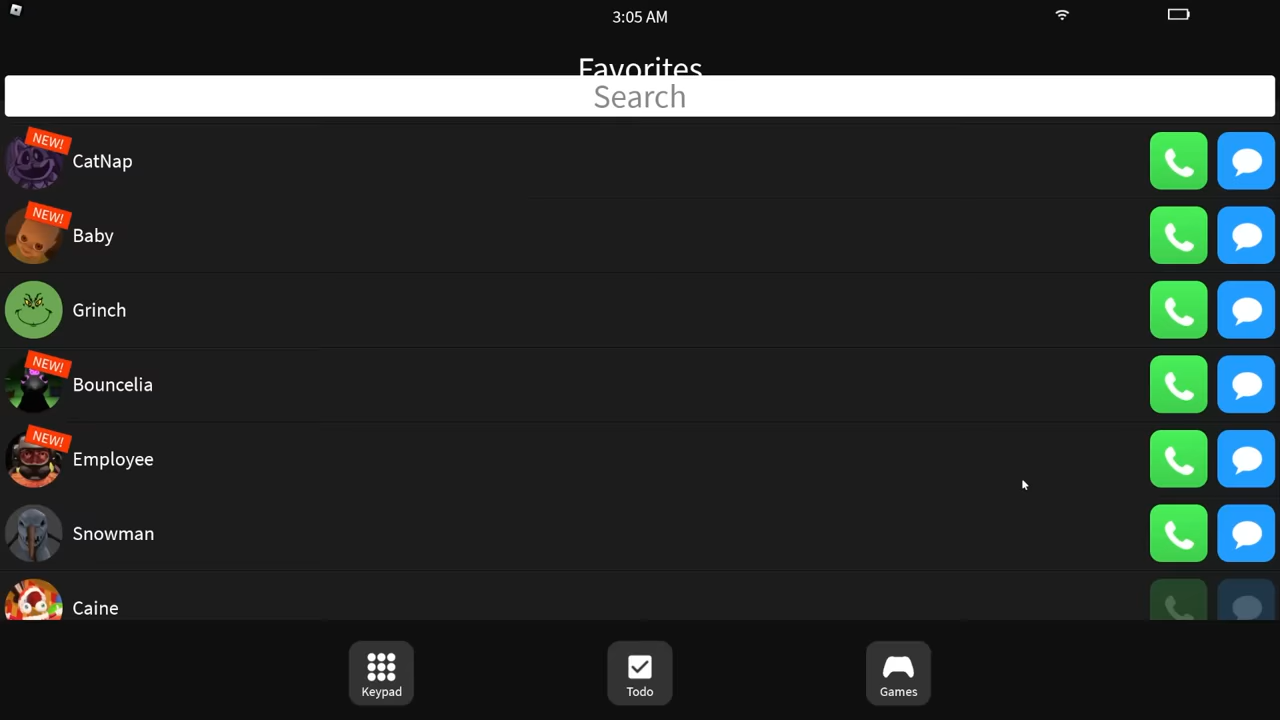 3:05 AM
Favorites
Search
NEW!
CatNap
NEW!
Baby
Grinch
NEW!
Bouncelia
NEW!
Employee
Snowman
Caine
Keypad
Todo
Games